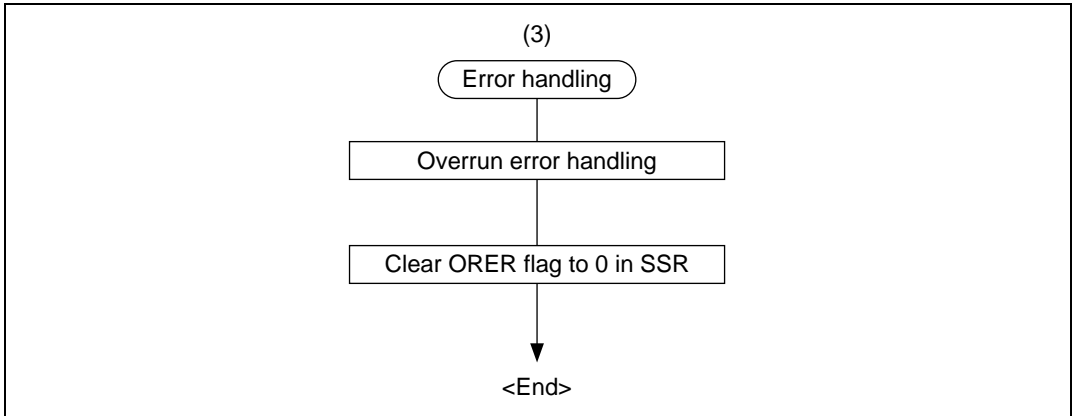 (3)
Error handling
Overrun error handling
Clear ORER flag to 0 in SSR
<End>